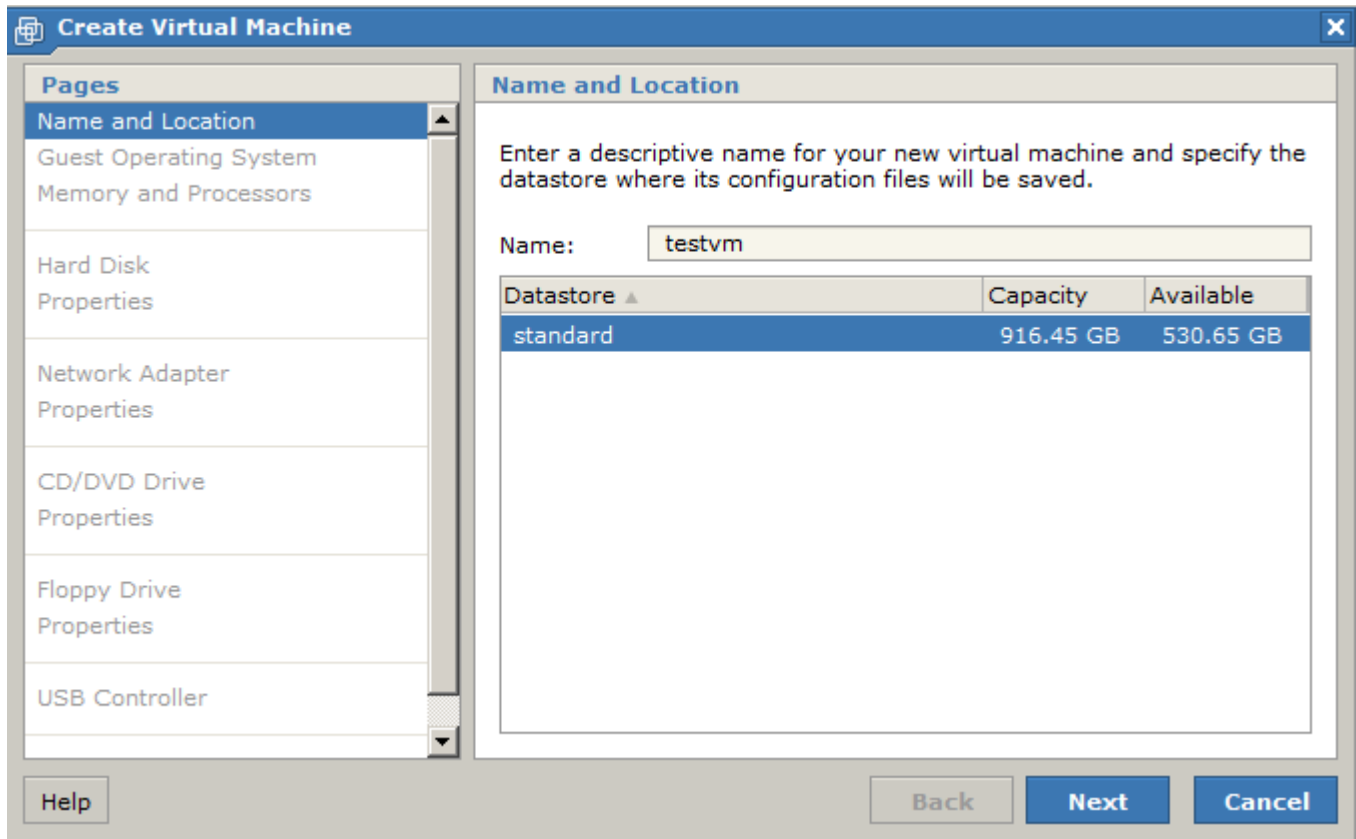 Create Virtual Machine
Pages
Name and Location
Guest Operating System
Memory and Processors
Hard Disk
Properties
Network Adapter
Properties
CD/DVD Drive
Properties
Floppy Drive
Properties
USB Controller
Name and Location
Enter a descriptive name for your new virtual machine and specify the
datastore where its configuration files will be saved.
Name: testvm
Datastore Capacity Available
standard 916.45 GB 530.65 GB
Help Back Next Cancel